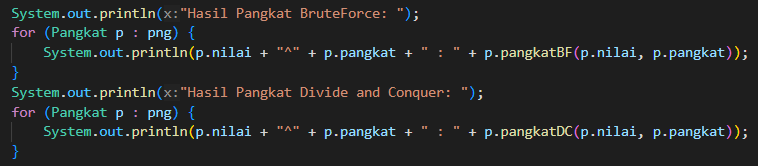 System.out.println(x:"Hasil Pangkat BruteForce: ");
for (Pangkat p : png) {
    System.out.println(p.nilai + "^" + p.pangkat + " : " + p.pangkatBF(p.nilai, p.pangkat));
}
System.out.println(x:"Hasil Pangkat Divide and Conquer: ");
for (Pangkat p : png) {
    System.out.println(p.nilai + "^" + p.pangkat + " : " + p.pangkatDC(p.nilai, p.pangkat));
}